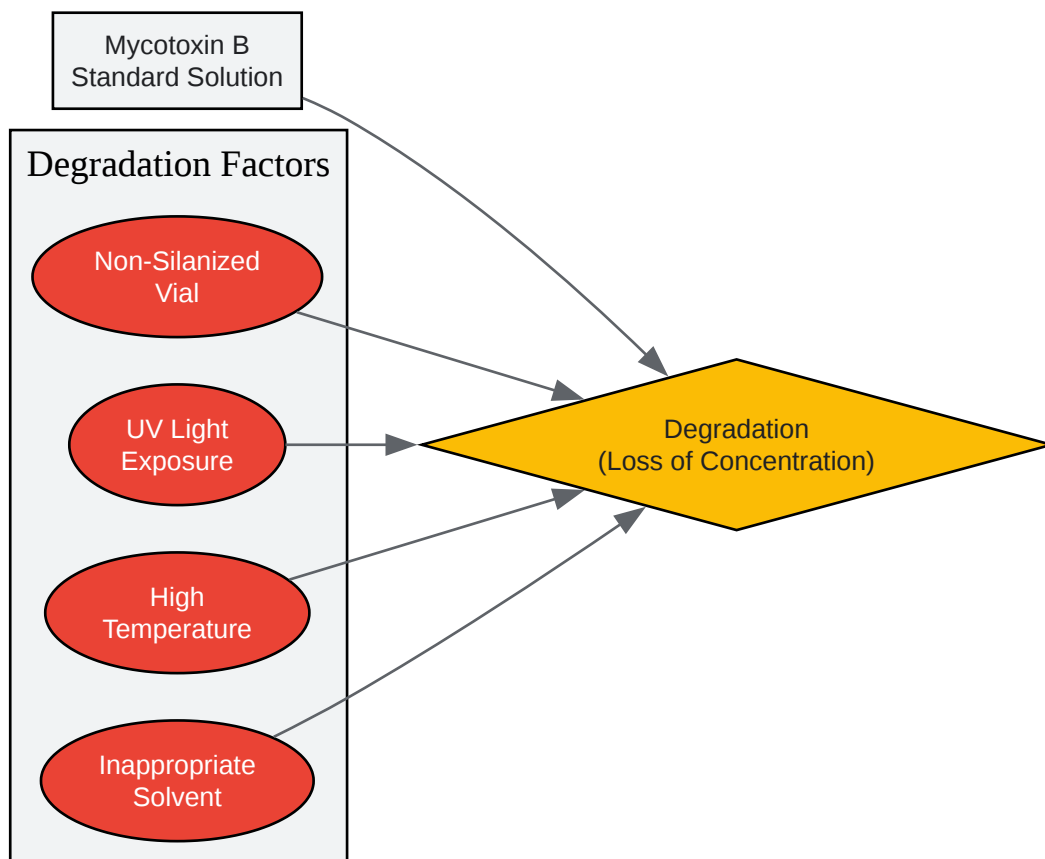 Mycotoxin B
Standard Solution
Degradation Factors
Non-Silanized
Vial
UV Light
Exposure
High
Temperature
Inappropriate
Solvent
Degradation
(Loss of Concentration)